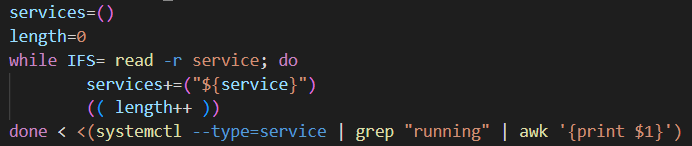 services=()
length=0
while IFS= read -r service; do
        services+=("${service}")
        (( length++ ))
done < <(systemctl --type=service | grep "running" | awk '{print $1}')